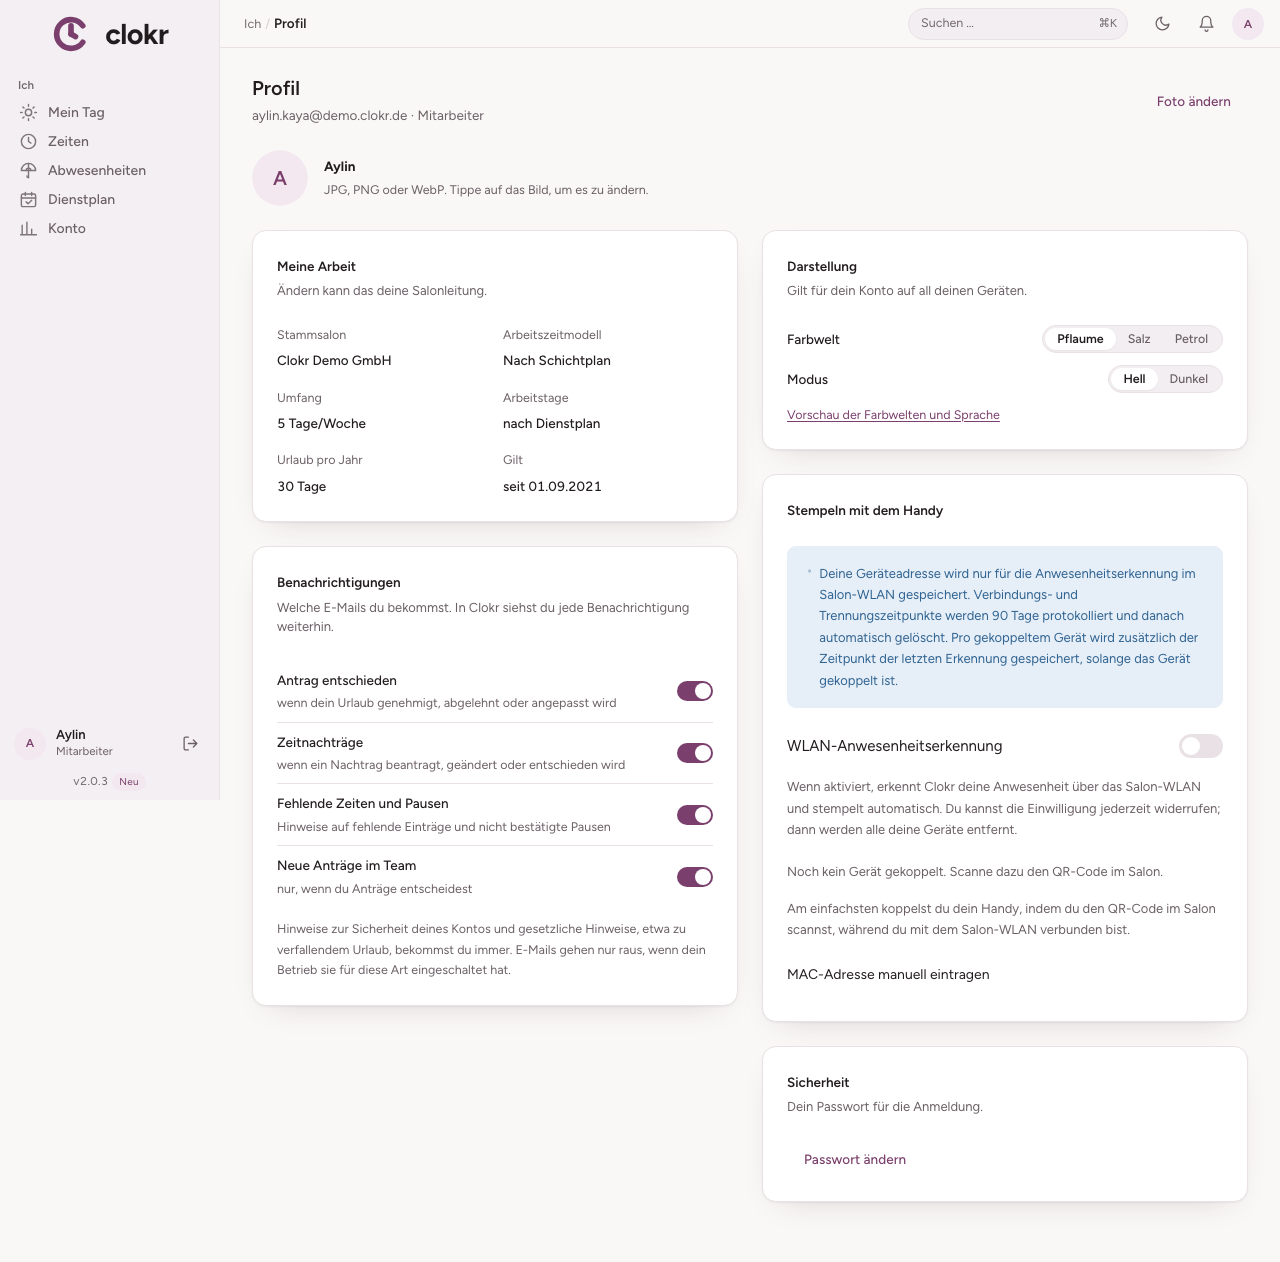 clokr
Ich
Mein Tag
Zeiten
Abwesenheiten
Dienstplan
Konto
A
Aylin
Mitarbeiter
v2.0.3 Neu
Ich / Profil
Suchen ... ⌘K
A
Profil
aylin.kaya@demo.clokr.de · Mitarbeiter
Foto ändern
A
Aylin
JPG, PNG oder WebP. Tippe auf das Bild, um es zu ändern.
Meine Arbeit
Ändern kann das deine Salonleitung.
Stammsalon
Clokr Demo GmbH
Arbeitszeitmodell
Nach Schichtplan
Umfang
5 Tage/Woche
Arbeitstage
nach Dienstplan
Urlaub pro Jahr
30 Tage
Gilt
seit 01.09.2021
Benachrichtigungen
Welche E-Mails du bekommst. In Clokr siehst du jede Benachrichtigung
weiterhin.
Antrag entschieden
wenn dein Urlaub genehmigt, abgelehnt oder angepasst wird
Zeitnachträge
wenn ein Nachtrag beantragt, geändert oder entschieden wird
Fehlende Zeiten und Pausen
Hinweise auf fehlende Einträge und nicht bestätigte Pausen
Neue Anträge im Team
nur, wenn du Anträge entscheidest
Hinweise zur Sicherheit deines Kontos und gesetzliche Hinweise, etwa zu
verfallendem Urlaub, bekommst du immer. E-Mails gehen nur raus, wenn dein
Betrieb sie für diese Art eingeschaltet hat.
Darstellung
Gilt für dein Konto auf all deinen Geräten.
Farbwelt
Pflaume Salz Petrol
Modus
Hell Dunkel
Vorschau der Farbwelten und Sprache
Stempeln mit dem Handy
Deine Geräteadresse wird nur für die Anwesenheitserkennung im
Salon-WLAN gespeichert. Verbindungs- und
Trennungszeitpunkte werden 90 Tage protokolliert und danach
automatisch gelöscht. Pro gekoppeltem Gerät wird zusätzlich der
Zeitpunkt der letzten Erkennung gespeichert, solange das Gerät
gekoppelt ist.
WLAN-Anwesenheitserkennung
Wenn aktiviert, erkennt Clokr deine Anwesenheit über das Salon-WLAN
und stempelt automatisch. Du kannst die Einwilligung jederzeit widerrufen;
dann werden alle deine Geräte entfernt.
Noch kein Gerät gekoppelt. Scanne dazu den QR-Code im Salon.
Am einfachsten koppelst du dein Handy, indem du den QR-Code im Salon
scannst, während du mit dem Salon-WLAN verbunden bist.
MAC-Adresse manuell eintragen
Sicherheit
Dein Passwort für die Anmeldung.
Passwort ändern